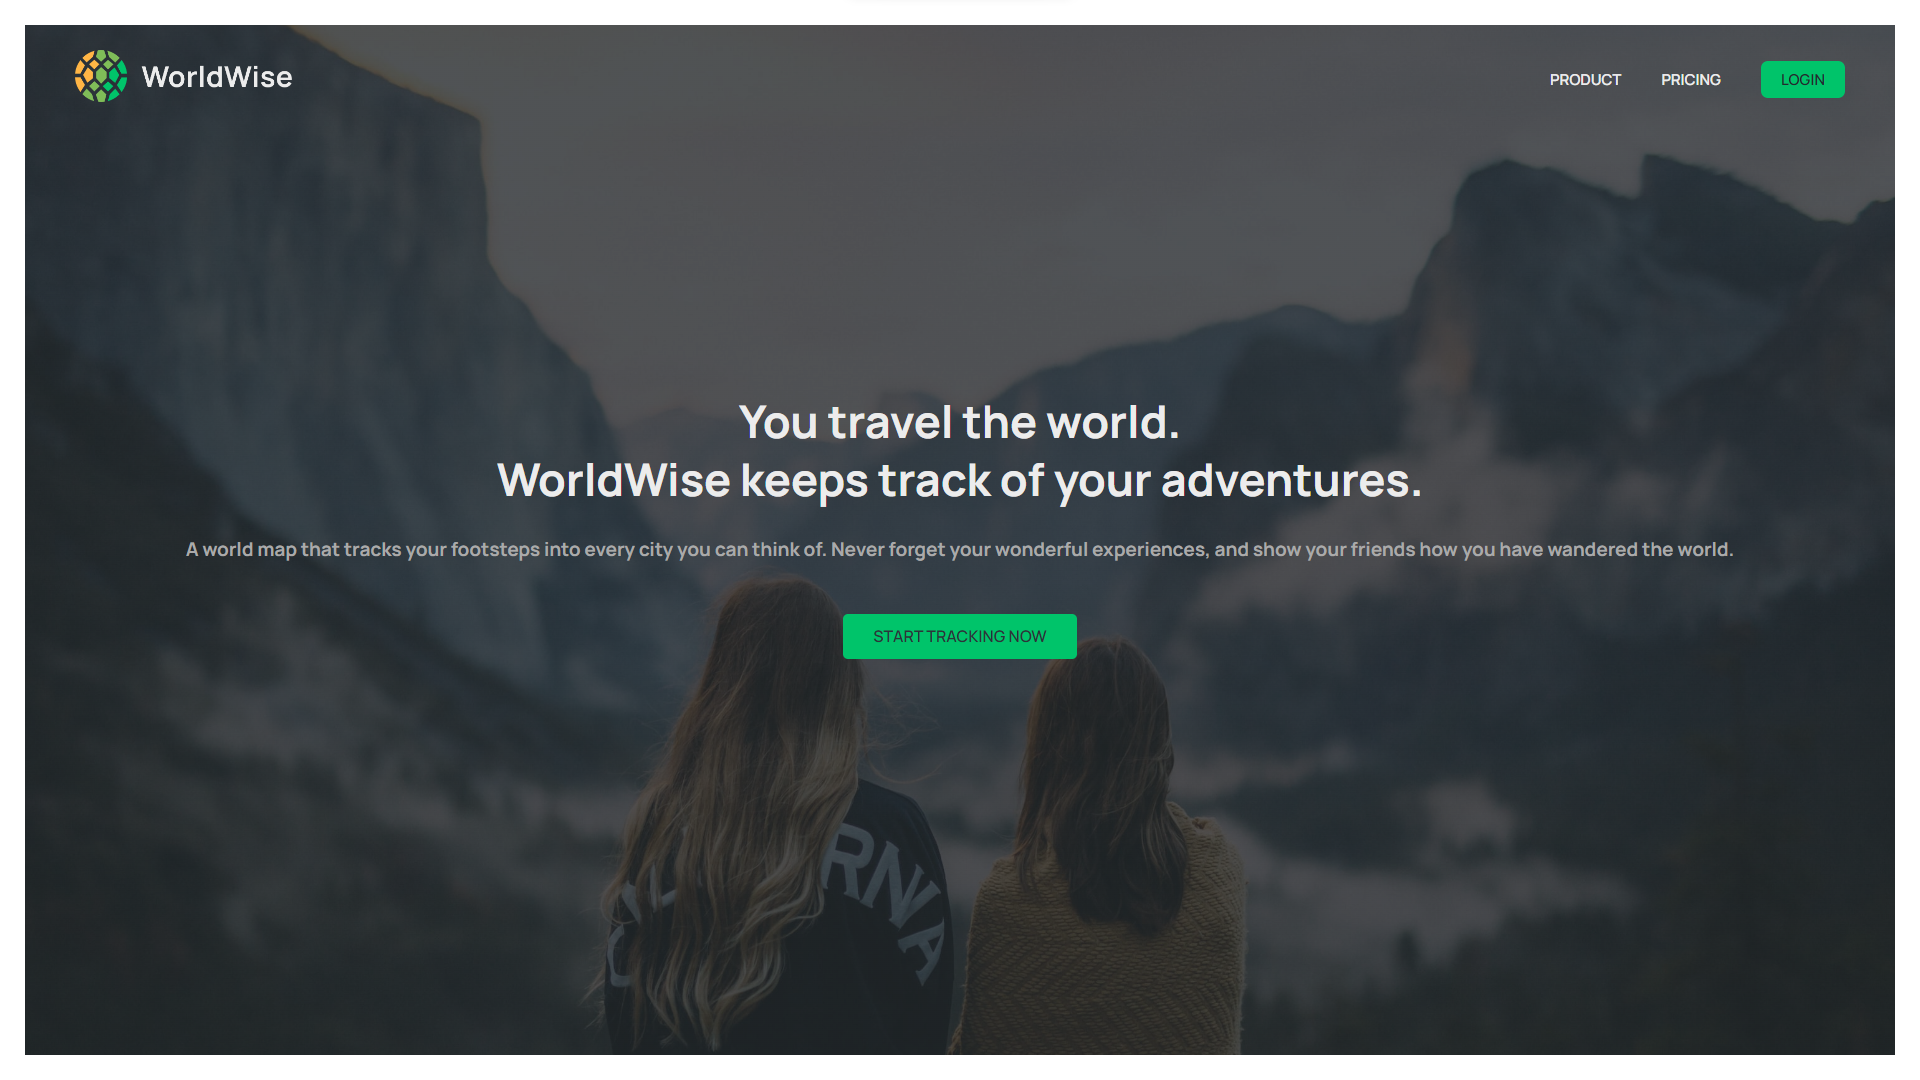 WorldWise
PRODUCT
PRICING
LOGIN
You travel the world.
WorldWise keeps track of your adventures.
A world map that tracks your footsteps into every city you can think of. Never forget your wonderful experiences, and show your friends how you have wandered the world.
START TRACKING NOW